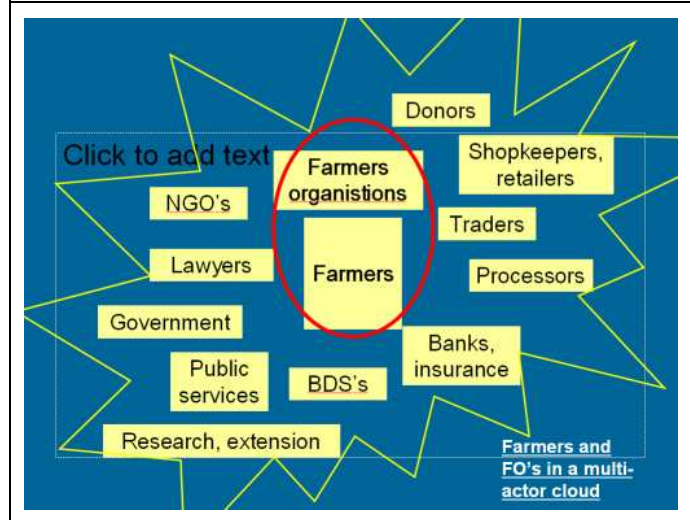 Donors
Click to add text
Farmers
organistions
Shopkeepers,
retailers
NGO's
Traders
Lawyers
Farmers
Processors
Government
Banks,
insurance
Public
services
BDS's
Research, extension
Farmers and
FO's in a multi-
actor cloud